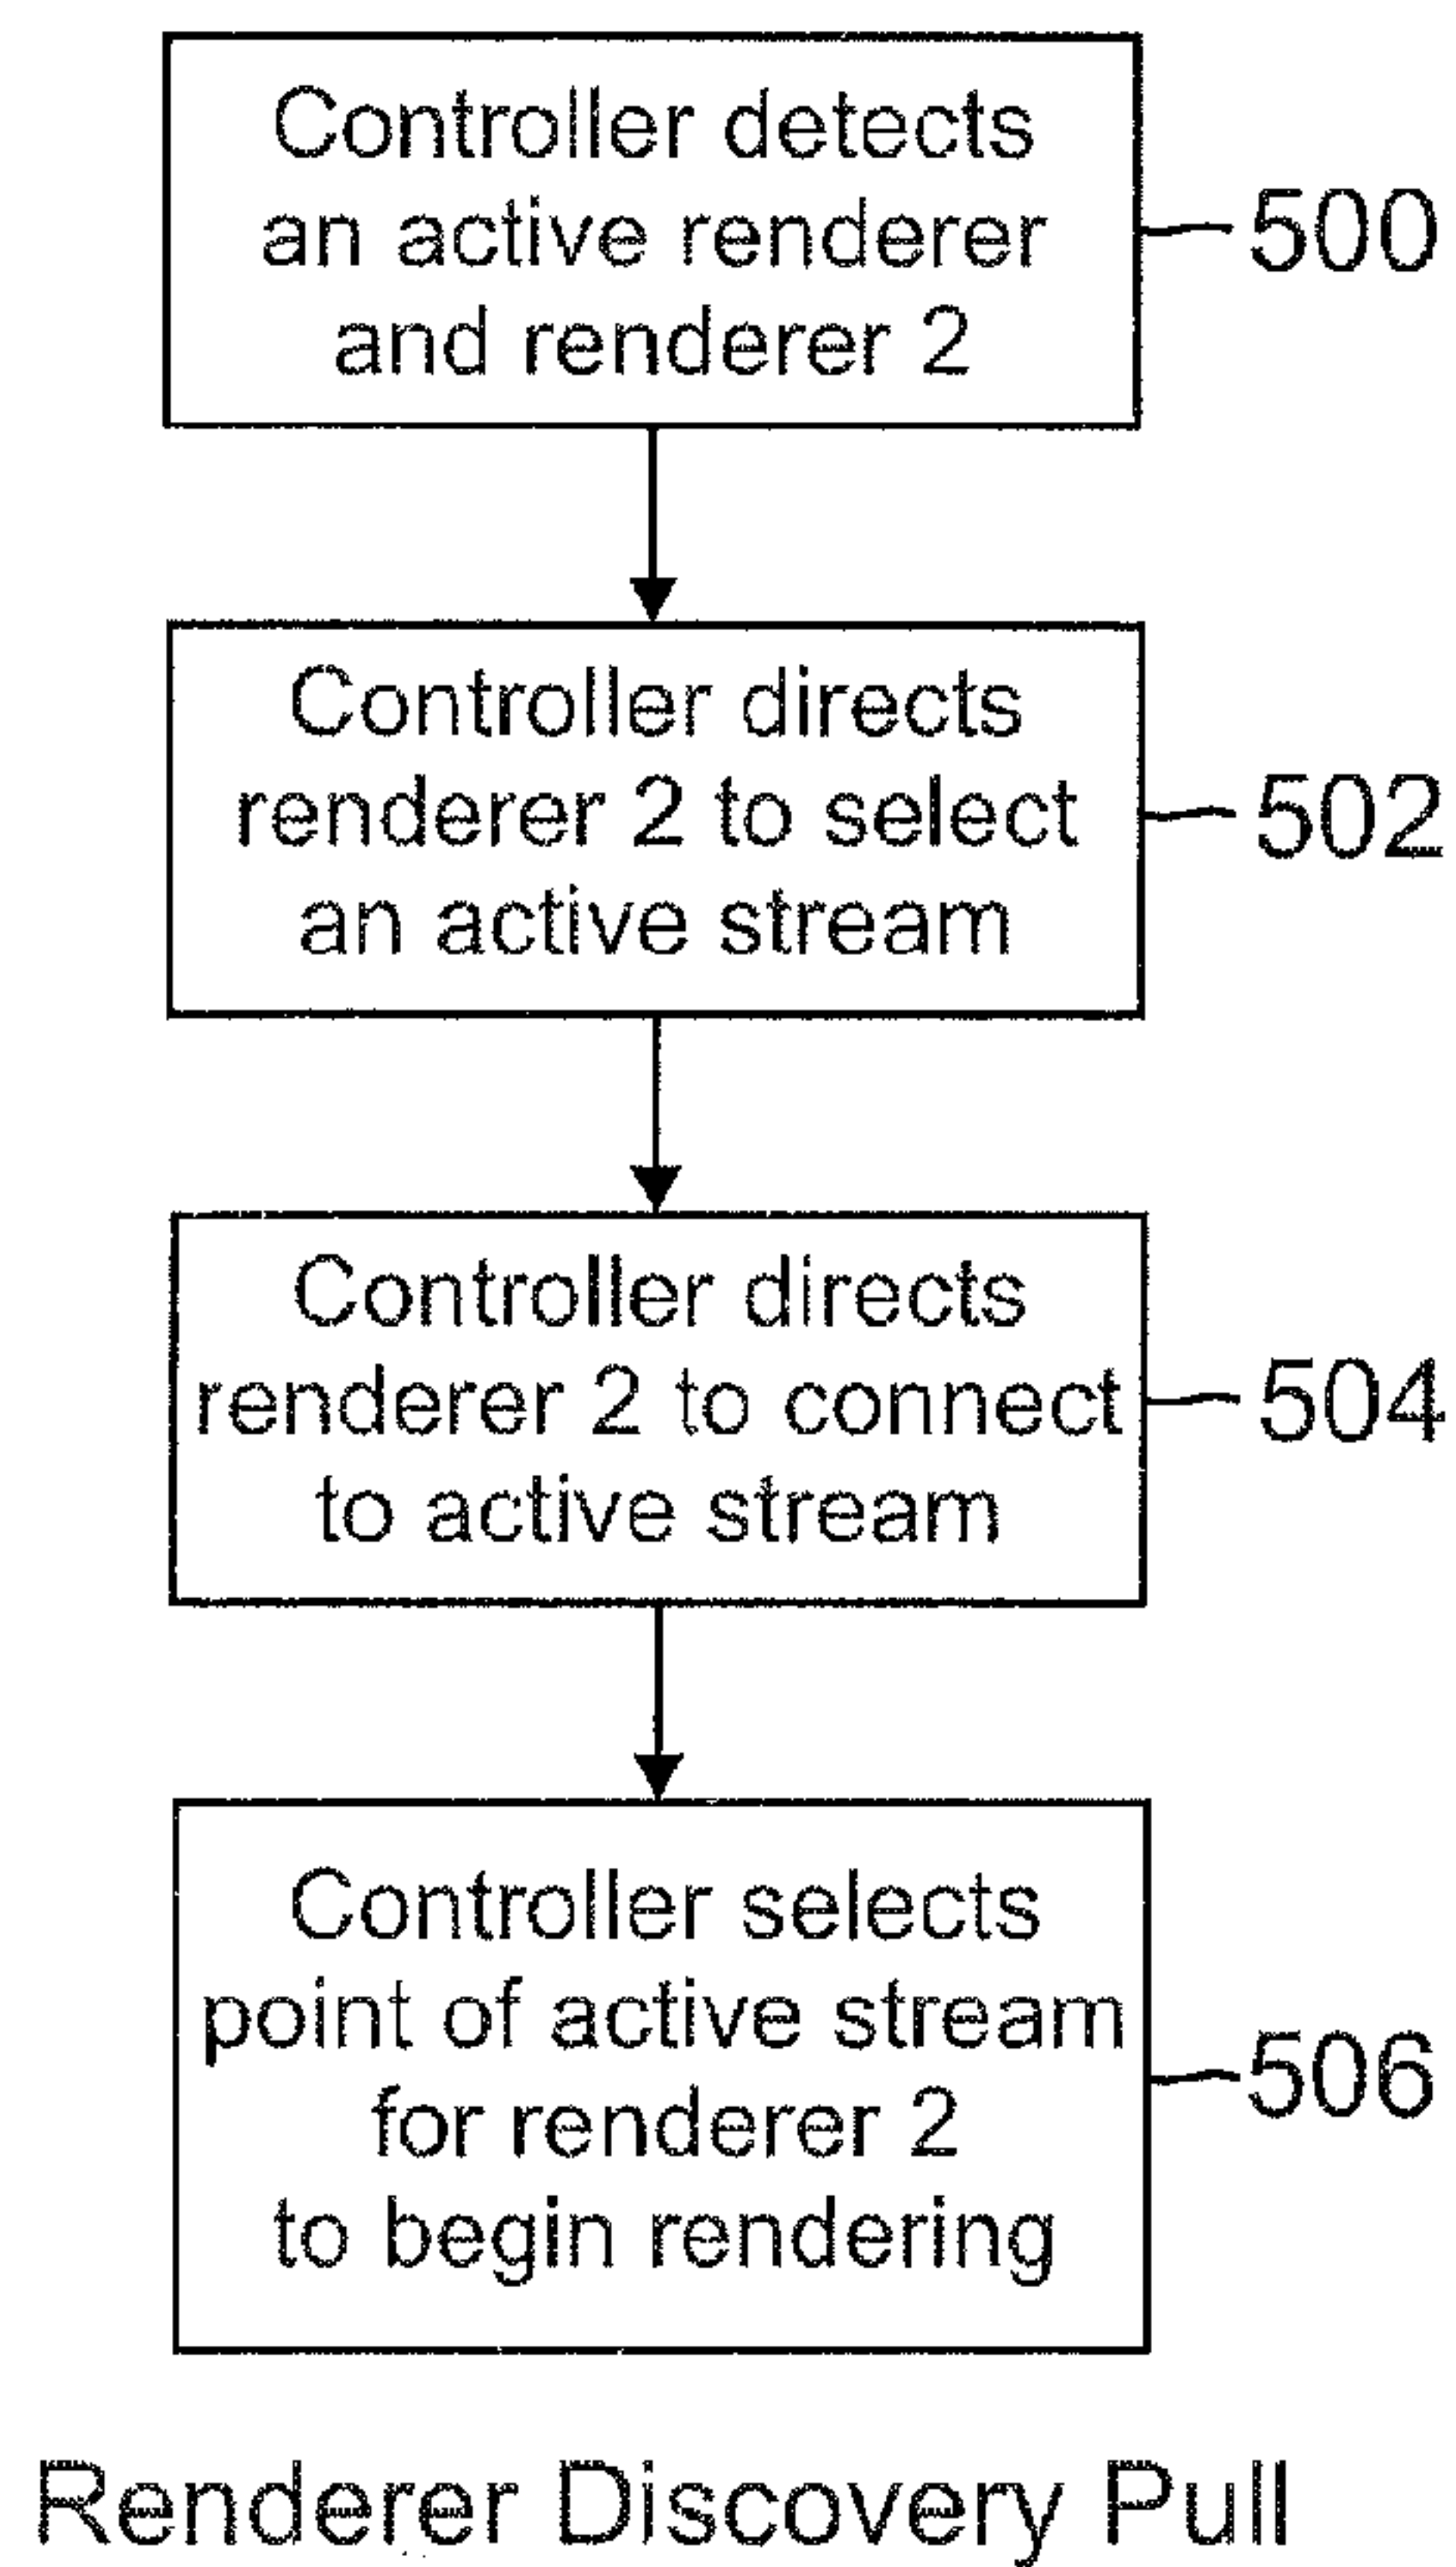 Controller detects
an active renderer
and renderer 2
500
Controller directs
renderer 2 to select
an active stream
502
Controller directs
renderer 2 to connect
to active stream
504
Controller selects
point of active stream
for renderer 2
to begin rendering
506
Renderer Discovery Pull